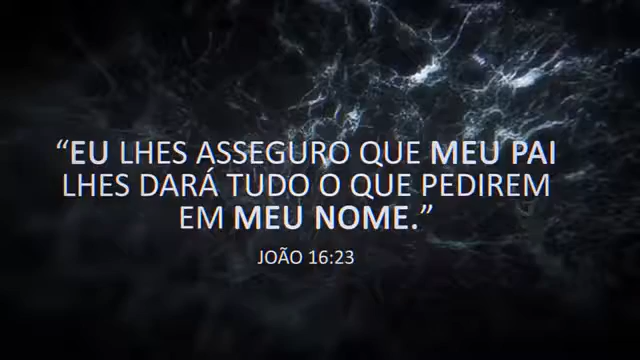 “EU LHES ASSEGURO QUE MEU PAI
LHES DARÁ TUDO O QUE PEDIREM
EM MEU NOME.”
JOÃO 16:23